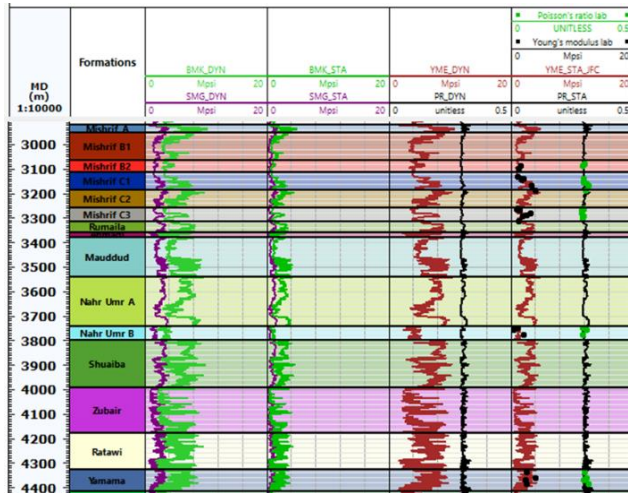 Poisson's ratio lab
0 UNITLESS 0.5
Young's modulus lab
0 Mpsi 20
MD
(m)
1:10000
Formations
BMK_DYN
0 Mpsi 20
SMG_DYN
0 Mpsi 20
BMK_STA
0 Mpsi 20
SMG_STA
0 Mpsi 20
YME_DYN
0 Mpsi 20
PR_DYN
0 unitless 0.5
YME_STA_JFC
0 Mpsi 20
PR_STA
0 unitless 0.5
Mishrif A
3000
Mishrif B1
3100
Mishrif B2
Mishrif C1
3200
Mishrif C2
3300
Mishrif C3
Rumaila
3400
Mauddud
3500
3600
Nahr Umr A
3700
Nahr Umr B
3800
Shuaiba
3900
4000
Zubair
4100
4200
Ratawi
4300
Yamama
4400